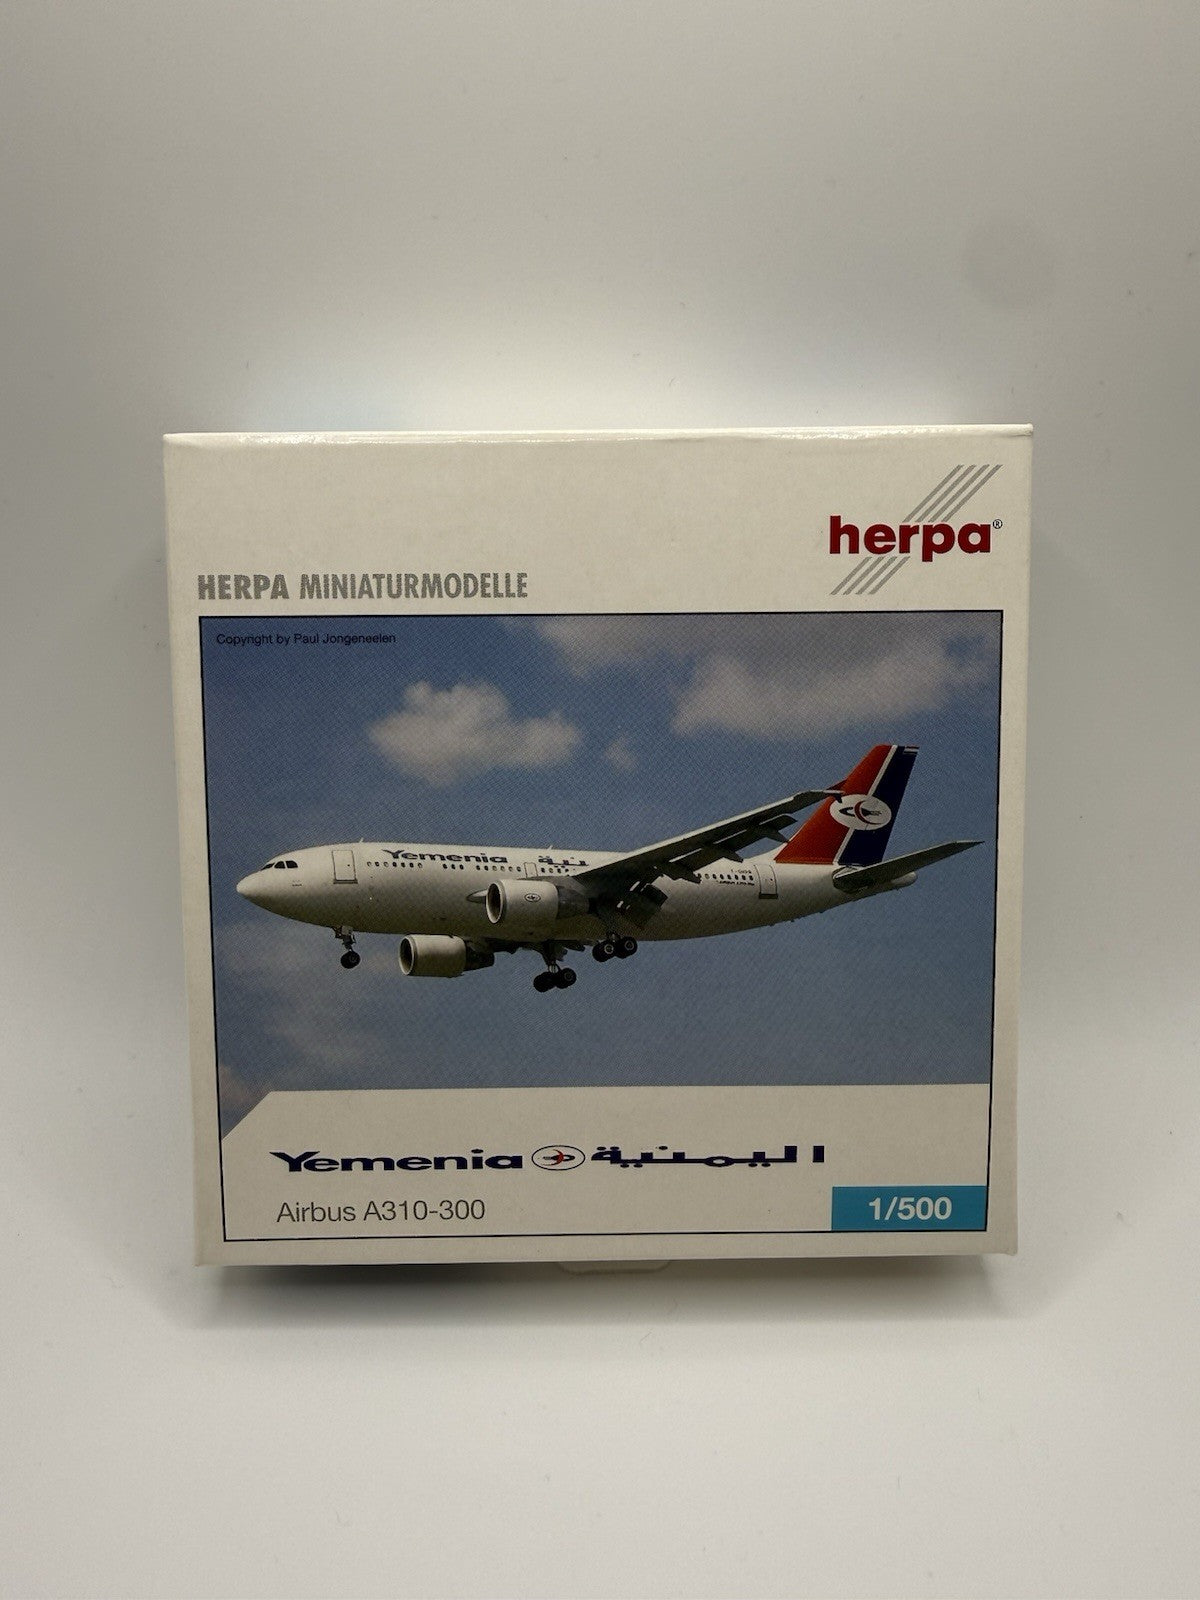 herpa®
HERPA MINIATURMODELLE
Copyright by Paul Jongeneelen
Yemenia
Yemenia اليمنية
Airbus A310-300
1/500